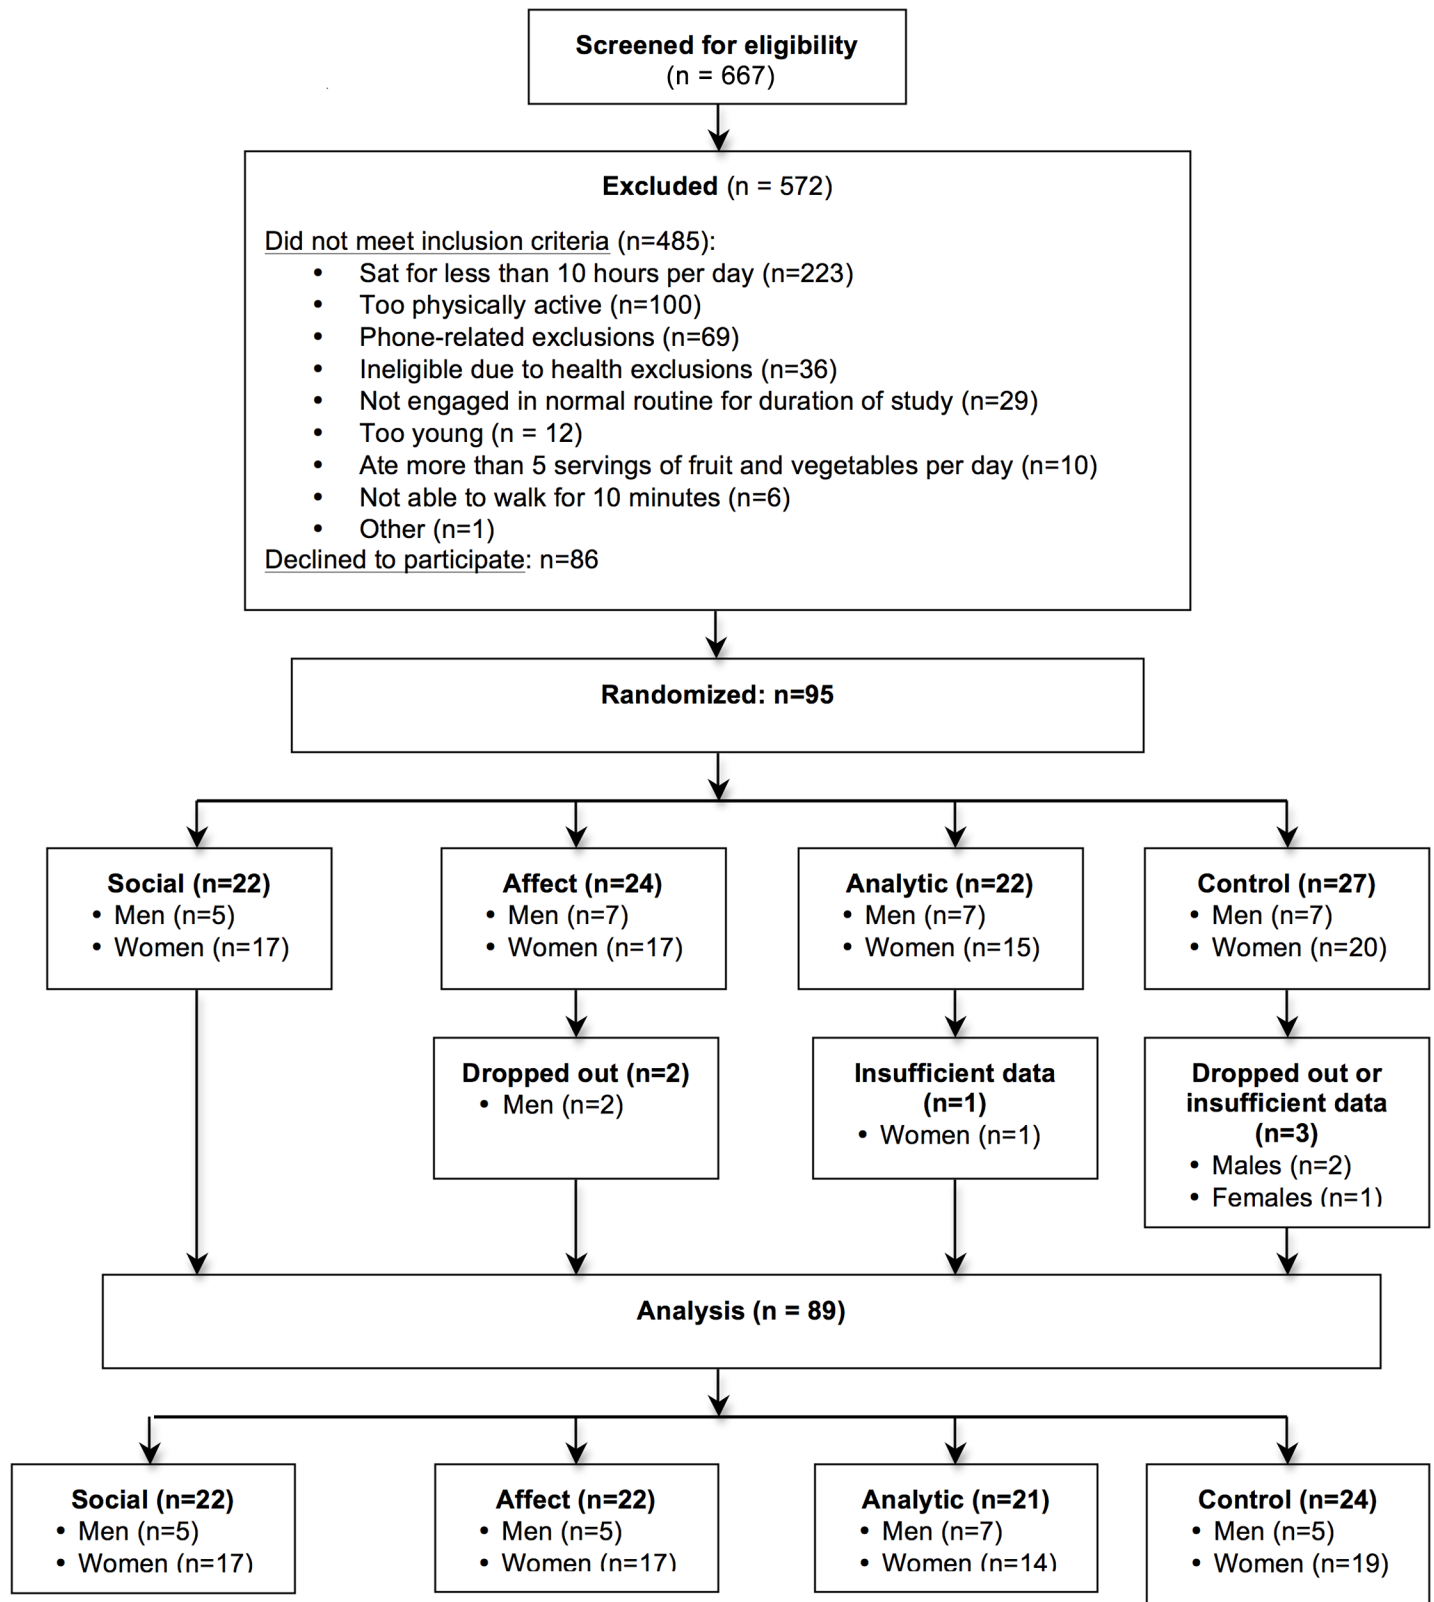 Screened for eligibility
(n = 667)
Excluded (n = 572)
Did not meet inclusion criteria (n=485):
• Sat for less than 10 hours per day (n=223)
• Too physically active (n=100)
• Phone-related exclusions (n=69)
• Ineligible due to health exclusions (n=36)
• Not engaged in normal routine for duration of study (n=29)
• Too young (n = 12)
• Ate more than 5 servings of fruit and vegetables per day (n=10)
• Not able to walk for 10 minutes (n=6)
• Other (n=1)
Declined to participate: n=86
Randomized: n=95
Social (n=22)
• Men (n=5)
• Women (n=17)
Affect (n=24)
• Men (n=7)
• Women (n=17)
Analytic (n=22)
• Men (n=7)
• Women (n=15)
Control (n=27)
• Men (n=7)
• Women (n=20)
Dropped out (n=2)
• Men (n=2)
Insufficient data
(n=1)
• Women (n=1)
Dropped out or
insufficient data
(n=3)
• Males (n=2)
• Females (n=1)
Analysis (n = 89)
Social (n=22)
• Men (n=5)
• Women (n=17)
Affect (n=22)
• Men (n=5)
• Women (n=17)
Analytic (n=21)
• Men (n=7)
• Women (n=14)
Control (n=24)
• Men (n=5)
• Women (n=19)